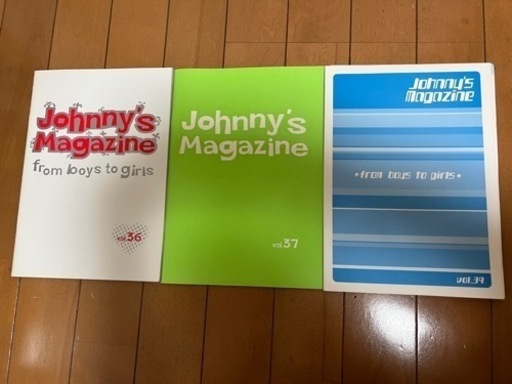 Johnny's
Magazine
from boys to girls
vol.36
Johnny's
Magazine
vol.37
Johnny's
Magazine
•from boys to girls•
vol.39